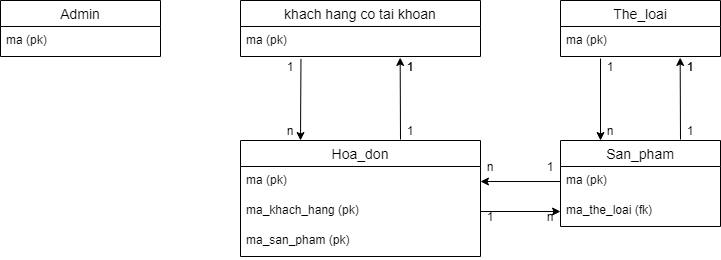 Admin
ma (pk)
khach hang co tai khoan
ma (pk)
The_loai
ma (pk)
1
1
1
1
n
1
n
1
Hoa_don
ma (pk)
ma_khach_hang (pk)
ma_san_pham (pk)
n
1
1
n
San_pham
ma (pk)
ma_the_loai (fk)